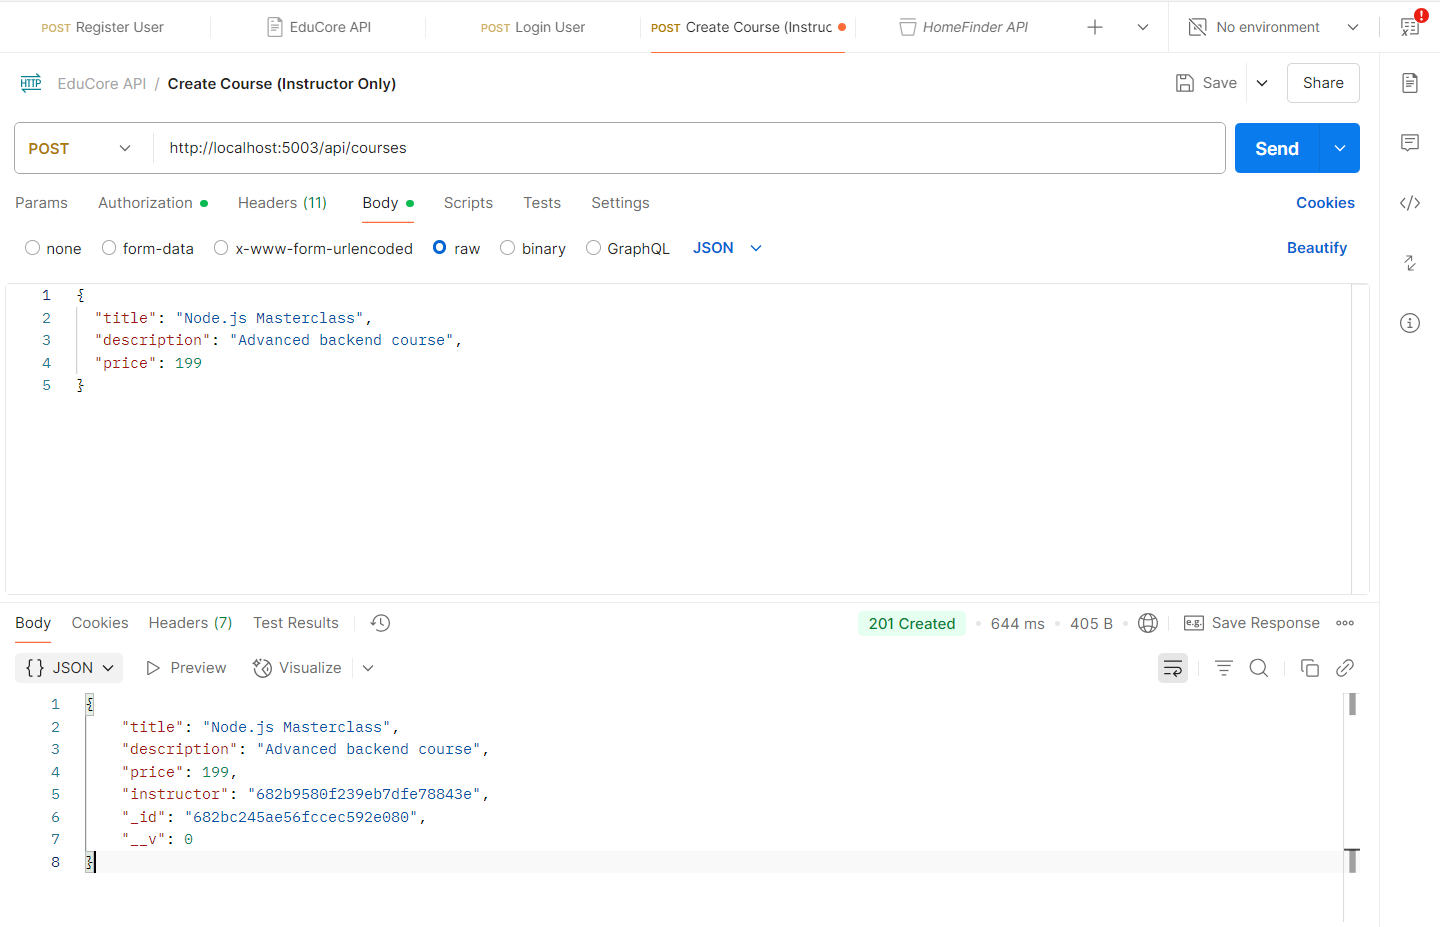 POST Register User
EduCore API
POST Login User
POST Create Course (Instruc
HomeFinder API
No environment
HTTP EduCore API / Create Course (Instructor Only)
Save
Share
POST
http://localhost:5003/api/courses
Send
Params Authorization Headers (11) Body Scripts Tests Settings
Cookies
none form-data x-www-form-urlencoded raw binary GraphQL JSON
Beautify
1 {
2 "title": "Node.js Masterclass",
3 "description": "Advanced backend course",
4 "price": 199
5 }
Body Cookies Headers (7) Test Results
201 Created 644 ms 405 B e.g. Save Response
{} JSON Preview Visualize
1 {
2 "title": "Node.js Masterclass",
3 "description": "Advanced backend course",
4 "price": 199,
5 "instructor": "682b9580f239eb7dfe78843e",
6 "_id": "682bc245ae56fccec592e080",
7 "__v": 0
8 }